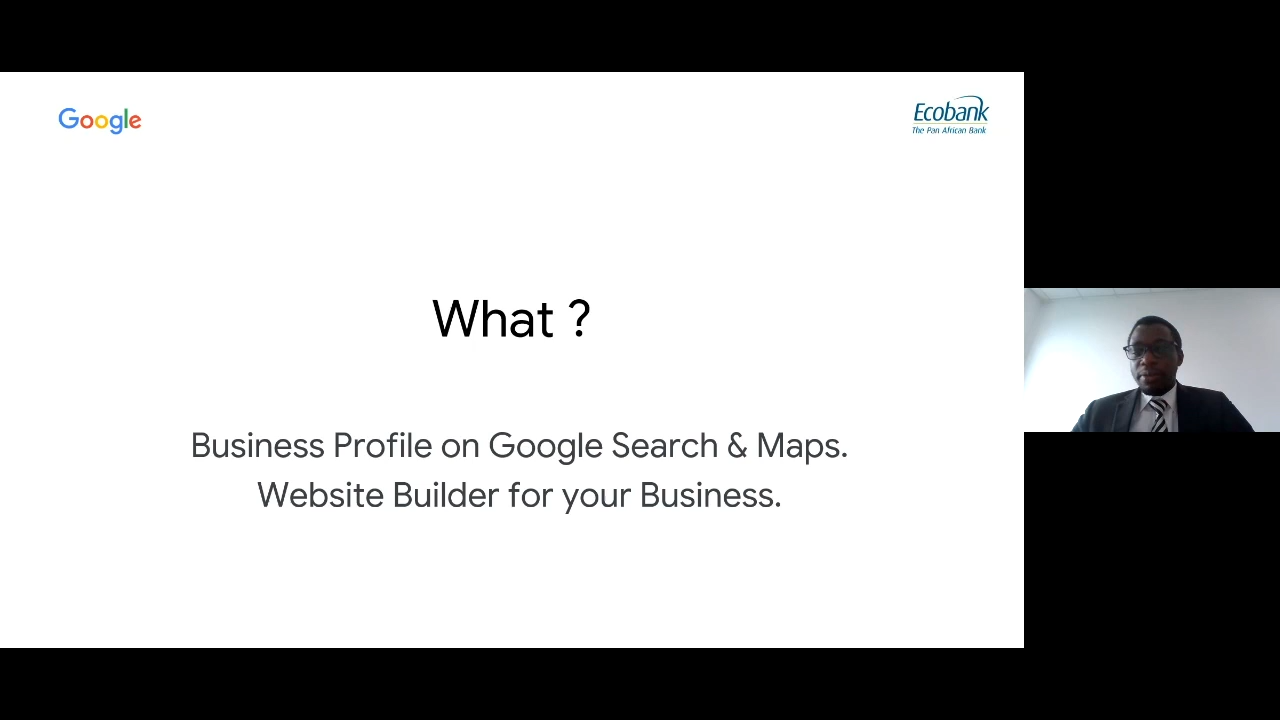 Google
Ecobank
The Pan African Bank
What ?
Business Profile on Google Search & Maps.
Website Builder for your Business.